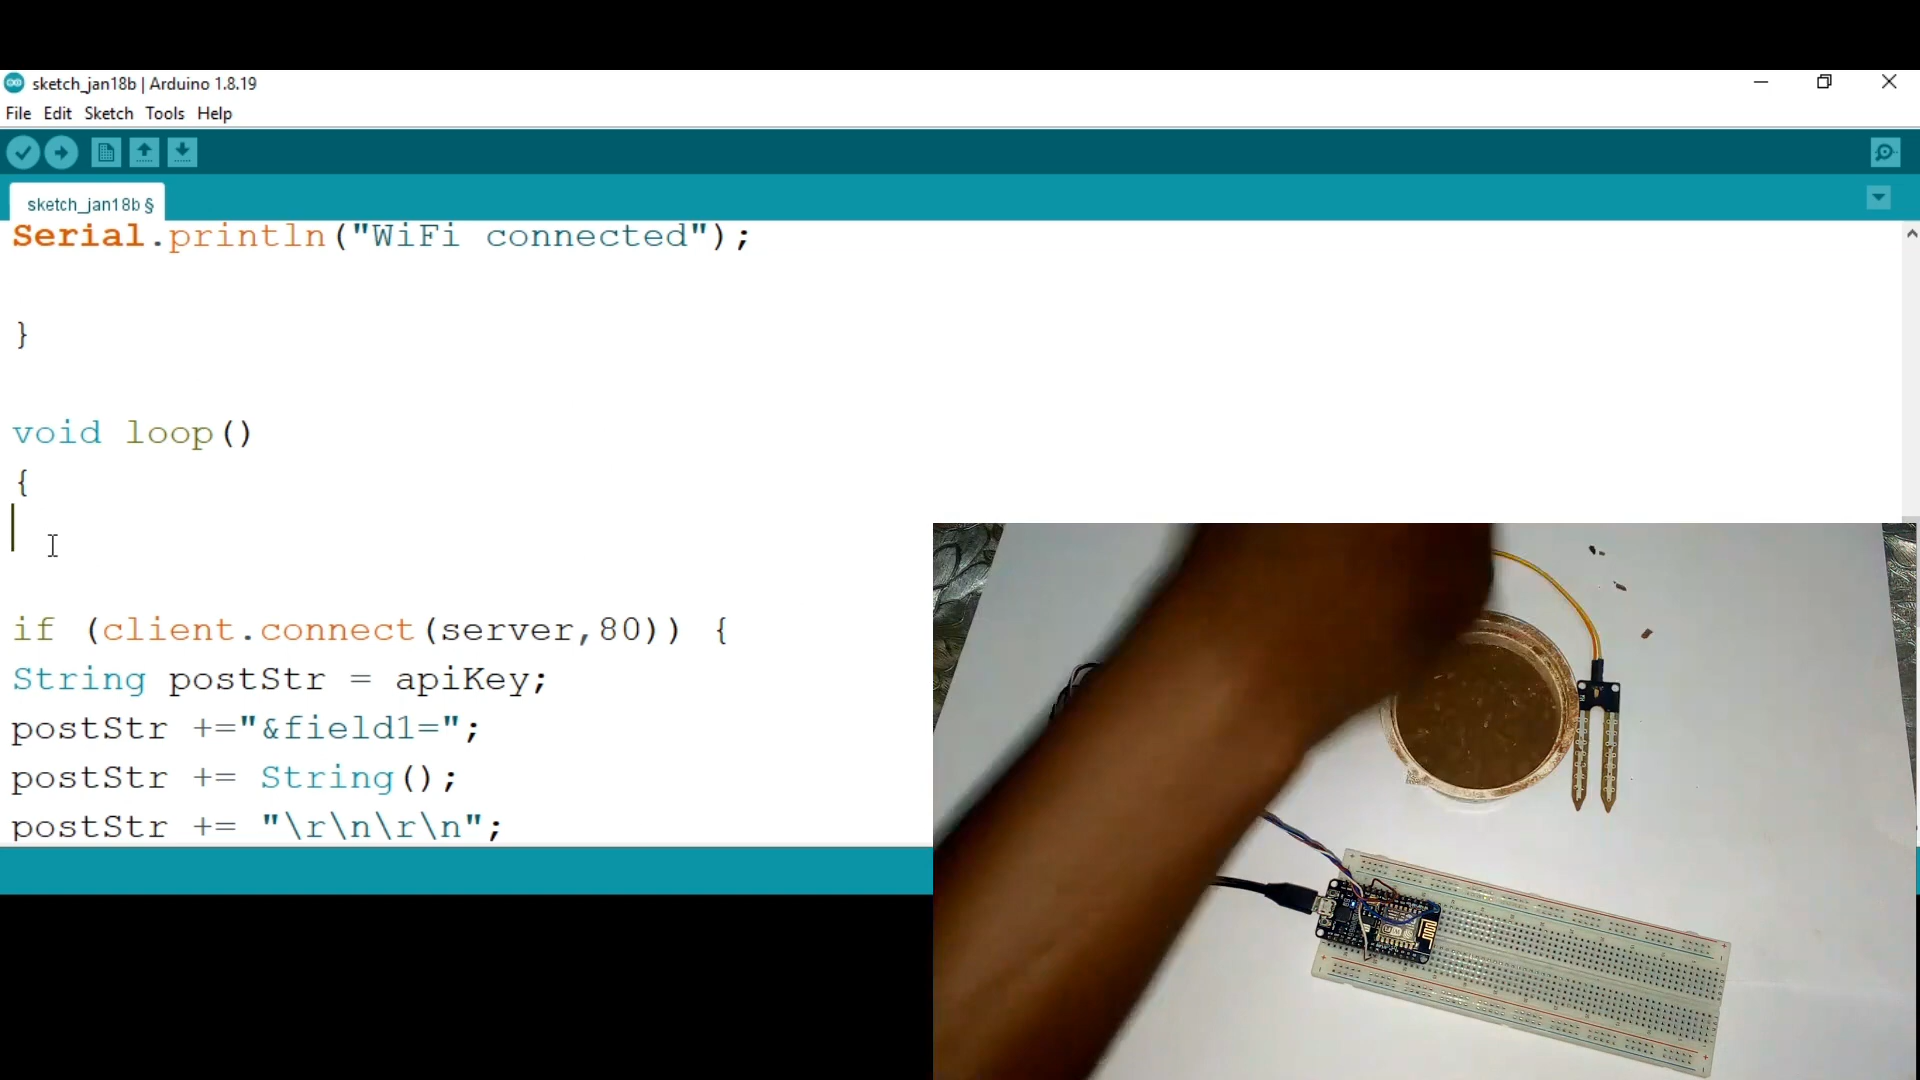 sketch_jan18b | Arduino 1.8.19
File Edit Sketch Tools Help
sketch_jan18b §
Serial.println("WiFi connected");
}
void loop()
{
if (client.connect(server,80)) {
String postStr = apiKey;
postStr +="&field1=";
postStr += String();
postStr += "\r\n\r\n";